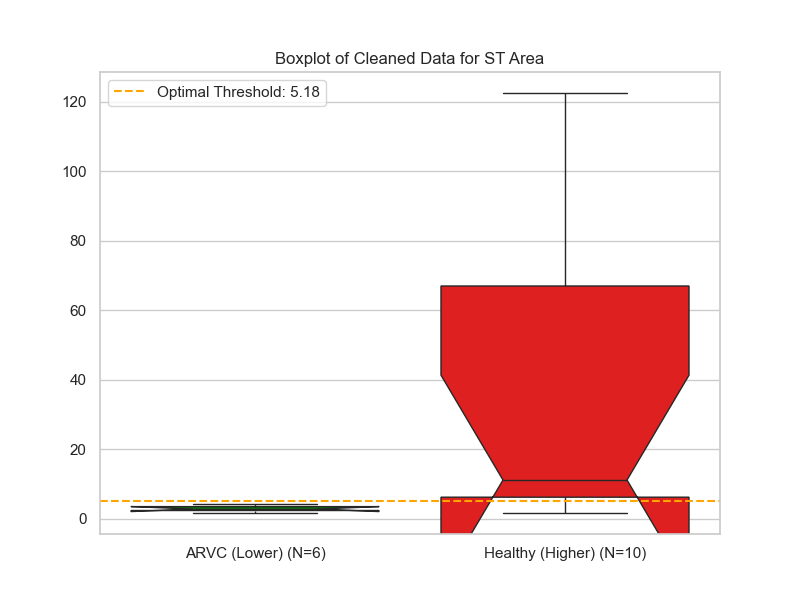 Boxplot of Cleaned Data for ST Area
Optimal Threshold: 5.18
120
100
80
60
40
20
0
ARVC (Lower) (N=6)
Healthy (Higher) (N=10)